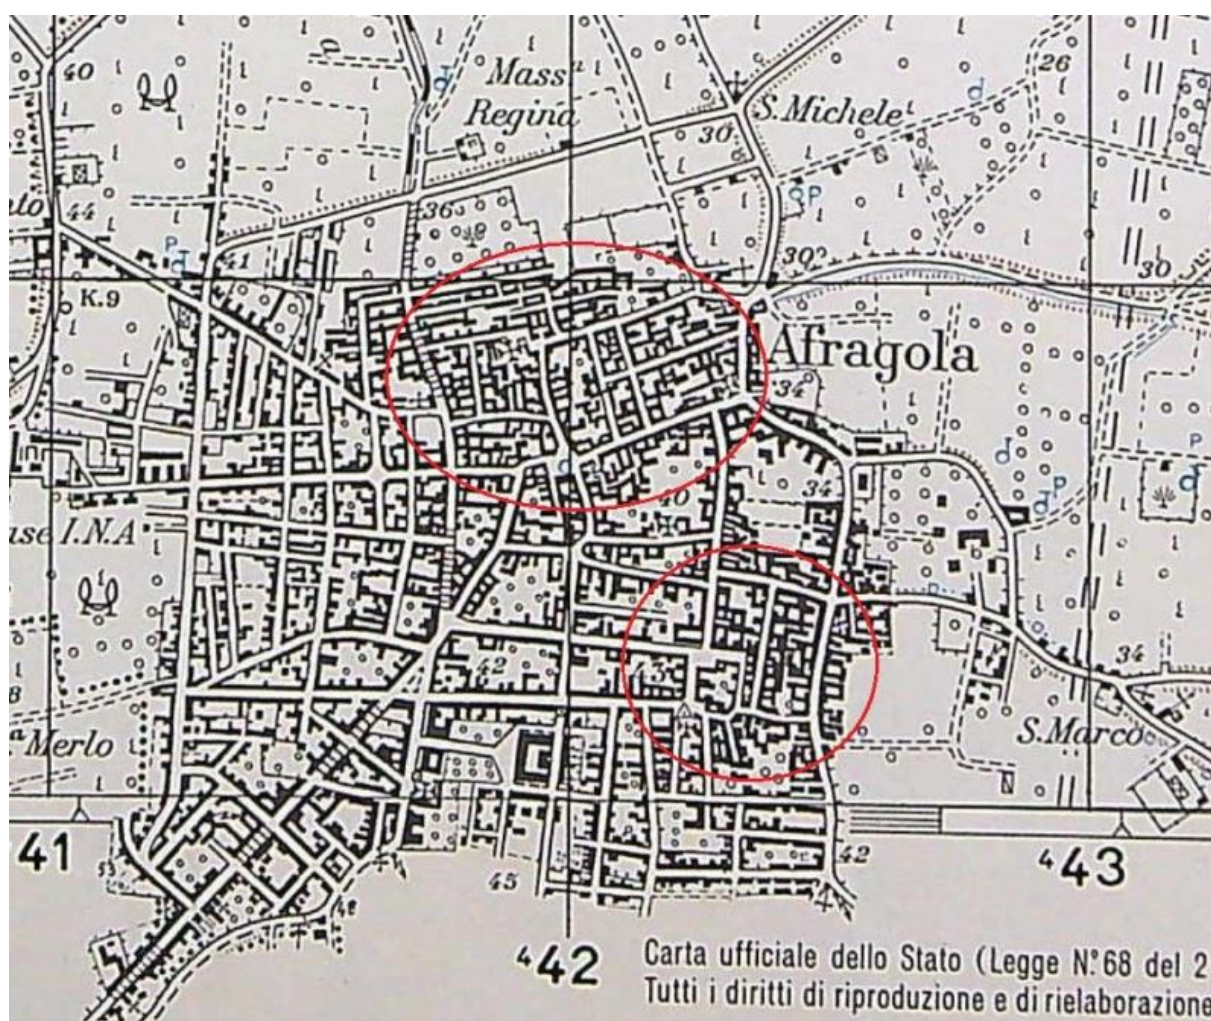 40
a
Mass
Regina
S. Michele
26
30
P
44
36
P
41
30
30
K.9
Afragola
34
P
34
P
40
use I.N.A
42
34
Merlo
S. Marco
41
42
443
45
48
442
Carta ufficiale dello Stato (Legge N.° 68 del 2
Tutti i diritti di riproduzione e di rielaborazione